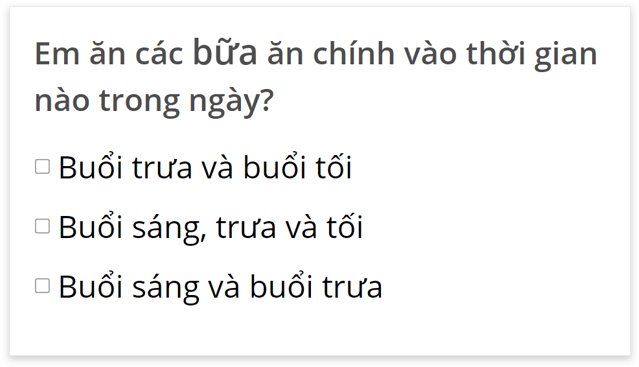 Em ăn các bữa ăn chính vào thời gian
nào trong ngày?
Buổi trưa và buổi tối
Buổi sáng, trưa và tối
Buổi sáng và buổi trưa